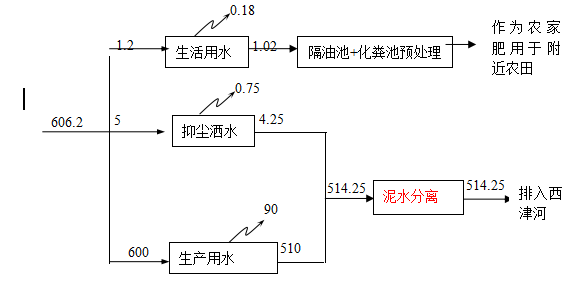 0.18
作为农家
肥用于附
近农田
1.2
生活用水
1.02
隔油池+化粪池预处理
0.75
606.2
5
抑尘洒水
4.25
514.25
泥水分离
514.25
排入西
津河
90
600
生产用水
510